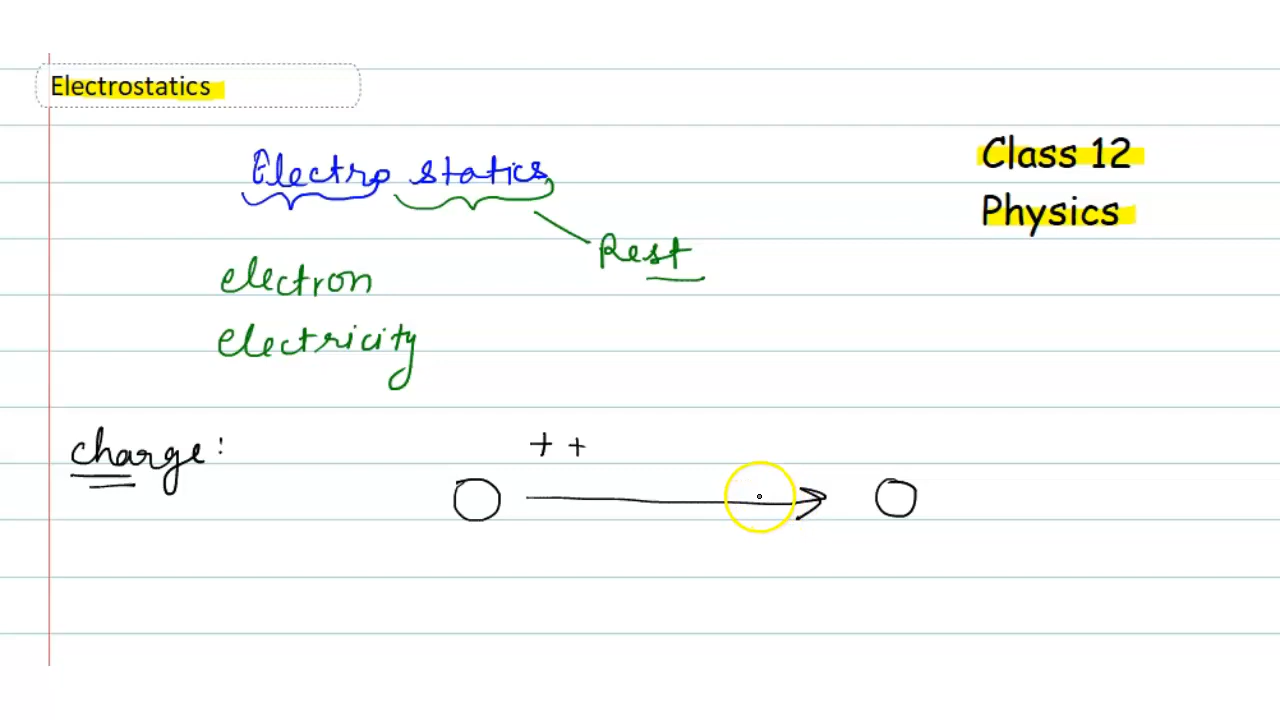 Electrostatics
Class 12
Physics
Electro statics
Rest
electron
electricity
charge:
+ +